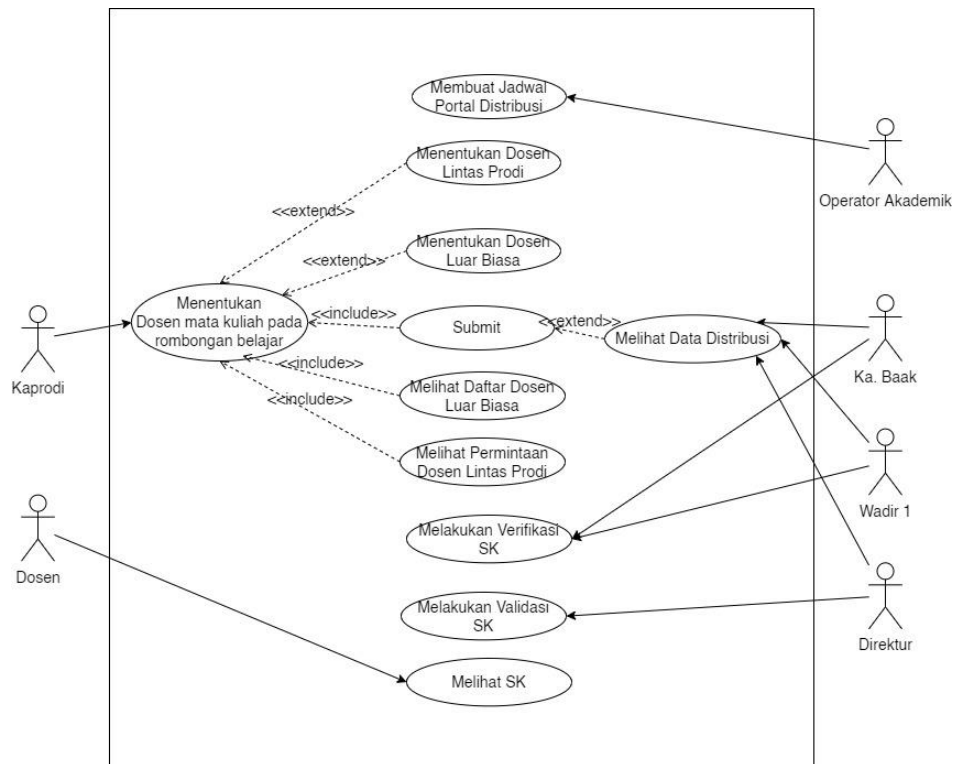 Membuat Jadwal
Portal Distribusi
Operator Akademik
Menentukan Dosen
Lintas Prodi
<<extend>>
Menentukan Dosen
Luar Biasa
<<extend>>
Menentukan
Dosen mata kuliah pada
rombongan belajar
Kaprodi
<<include>>
Submit
<<extend>>
Melihat Data Distribusi
Ka. Baak
<<include>>
Melihat Daftar Dosen
Luar Biasa
<<include>>
Melihat Permintaan
Dosen Lintas Prodi
Wadir 1
Melakukan Verifikasi
SK
Dosen
Melakukan Validasi
SK
Direktur
Melihat SK